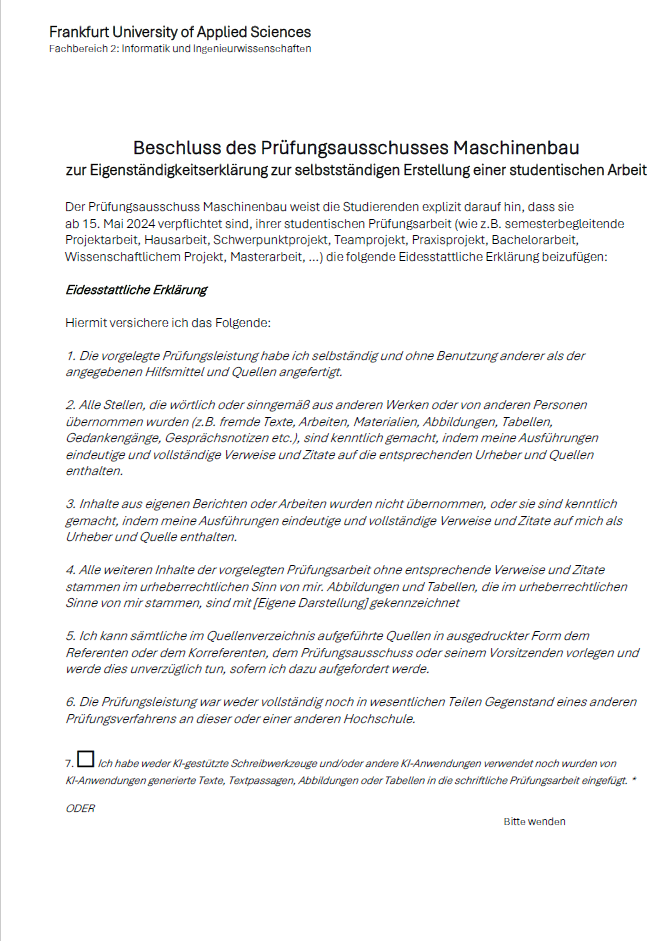 Frankfurt University of Applied Sciences
Fachbereich 2: Informatik und Ingenieurwissenschaften
Beschluss des Prüfungsausschusses Maschinenbau
zur Eigenständigkeitserklärung zur selbstständigen Erstellung einer studentischen Arbeit
Der Prüfungsausschuss Maschinenbau weist die Studierenden explizit darauf hin, dass sie
ab 15. Mai 2024 verpflichtet sind, ihrer studentischen Prüfungsarbeit (wie z.B. semesterbegleitende
Projektarbeit, Hausarbeit, Schwerpunktprojekt, Teamprojekt, Praxisprojekt, Bachelorarbeit,
Wissenschaftlichem Projekt, Masterarbeit, ...) die folgende Eidesstattliche Erklärung beizufügen:
Eidesstattliche Erklärung
Hiermit versichere ich das Folgende:
1. Die vorgelegte Prüfungsleistung habe ich selbständig und ohne Benutzung anderer als der
angegebenen Hilfsmittel und Quellen angefertigt.
2. Alle Stellen, die wörtlich oder sinngemäß aus anderen Werken oder von anderen Personen
übernommen wurden (z.B. fremde Texte, Arbeiten, Materialien, Abbildungen, Tabellen,
Gedankengänge, Gesprächsnotizen etc.), sind kenntlich gemacht, indem meine Ausführungen
eindeutige und vollständige Verweise und Zitate auf die entsprechenden Urheber und Quellen
enthalten.
3. Inhalte aus eigenen Berichten oder Arbeiten wurden nicht übernommen, oder sie sind kenntlich
gemacht, indem meine Ausführungen eindeutige und vollständige Verweise und Zitate auf mich als
Urheber und Quelle enthalten.
4. Alle weiteren Inhalte der vorgelegten Prüfungsarbeit ohne entsprechende Verweise und Zitate
stammen im urheberrechtlichen Sinn von mir. Abbildungen und Tabellen, die im urheberrechtlichen
Sinne von mir stammen, sind mit [Eigene Darstellung] gekennzeichnet
5. Ich kann sämtliche im Quellenverzeichnis aufgeführte Quellen in ausgedruckter Form dem
Referenten oder dem Korreferenten, dem Prüfungsausschuss oder seinem Vorsitzenden vorlegen und
werde dies unverzüglich tun, sofern ich dazu aufgefordert werde.
6. Die Prüfungsleistung war weder vollständig noch in wesentlichen Teilen Gegenstand eines anderen
Prüfungsverfahrens an dieser oder einer anderen Hochschule.
7. ☐ Ich habe weder KI-gestützte Schreibwerkzeuge und/oder andere KI-Anwendungen verwendet noch wurden von
KI-Anwendungen generierte Texte, Textpassagen, Abbildungen oder Tabellen in die schriftliche Prüfungsarbeit eingefügt. *
ODER
Bitte wenden